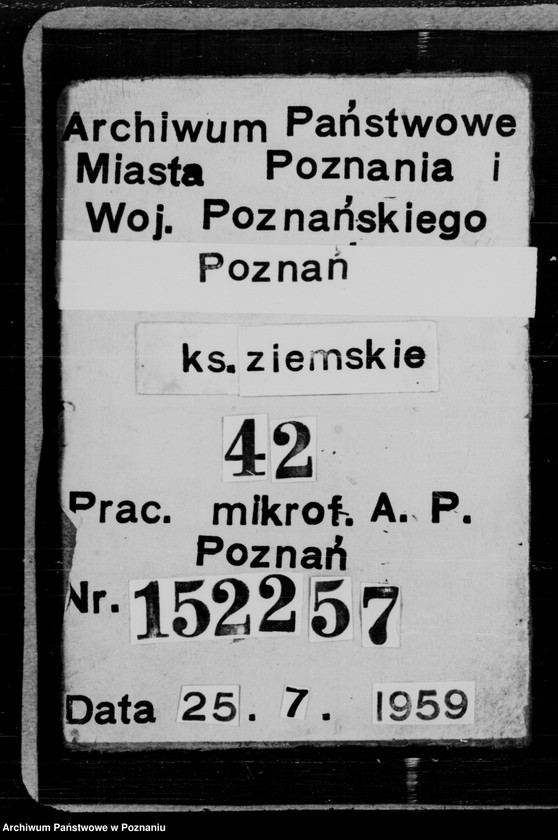 Archiwum Państwowe
Miasta Poznania i
Woj. Poznańskiego
Poznań
ks. ziemskie
42
Prac. mikrof. A. P.
Poznań
Nr. 152257
Data 25. 7. 1959
Archiwum Państwowe w Poznaniu